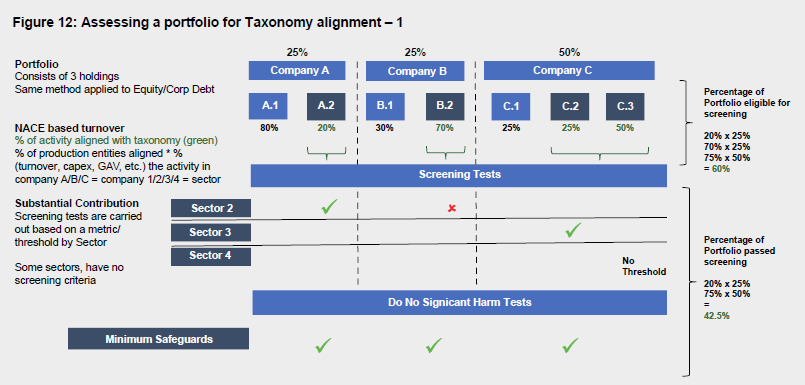 Figure 12: Assessing a portfolio for Taxonomy alignment – 1
25% 25% 50%
Portfolio
Consists of 3 holdings
Same method applied to Equity/Corp Debt
Company A Company B Company C
A.1 A.2 B.1 B.2 C.1 C.2 C.3
80% 20% 30% 70% 25% 25% 50%
NACE based turnover
% of activity aligned with taxonomy (green)
% of production entities aligned * %
(turnover, capex, GAV, etc.) the activity in
company A/B/C = company 1/2/3/4 = sector
Percentage of
Portfolio eligible for
screening
20% x 25%
70% x 25%
75% x 50%
= 60%
Screening Tests
Substantial Contribution
Screening tests are carried
out based on a metric/
threshold by Sector
Some sectors, have no
screening criteria
Sector 2
Sector 3
Sector 4
No
Threshold
Percentage of
Portfolio passed
screening
20% x 25%
75% x 50%
=
42.5%
Do No Signicant Harm Tests
Minimum Safeguards